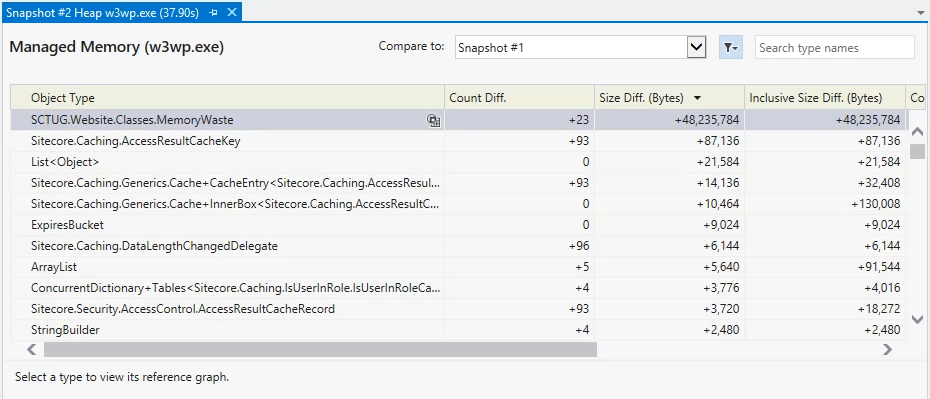 Snapshot #2 Heap w3wp.exe (37.90s)
Managed Memory (w3wp.exe) Compare to: Snapshot #1 Search type names
Object Type Count Diff. Size Diff. (Bytes) Inclusive Size Diff. (Bytes) Co
SCTUG.Website.Classes.MemoryWaste +23 +48,235,784 +48,235,784
Sitecore.Caching.AccessResultCacheKey +93 +87,136 +87,136
List<Object> 0 +21,584 +21,584
Sitecore.Caching.Generics.Cache+CacheEntry<Sitecore.Caching.AccessResul... +93 +14,136 +32,408
Sitecore.Caching.Generics.Cache+InnerBox<Sitecore.Caching.AccessResultC... 0 +10,464 +130,008
ExpiresBucket 0 +9,024 +9,024
Sitecore.Caching.DataLengthChangedDelegate +96 +6,144 +6,144
ArrayList +5 +5,640 +91,544
ConcurrentDictionary+Tables<Sitecore.Caching.IsUserInRole.IsUserInRoleCa... +4 +3,776 +4,016
Sitecore.Security.AccessControl.AccessResultCacheRecord +93 +3,720 +18,272
StringBuilder +4 +2,480 +2,480
Select a type to view its reference graph.